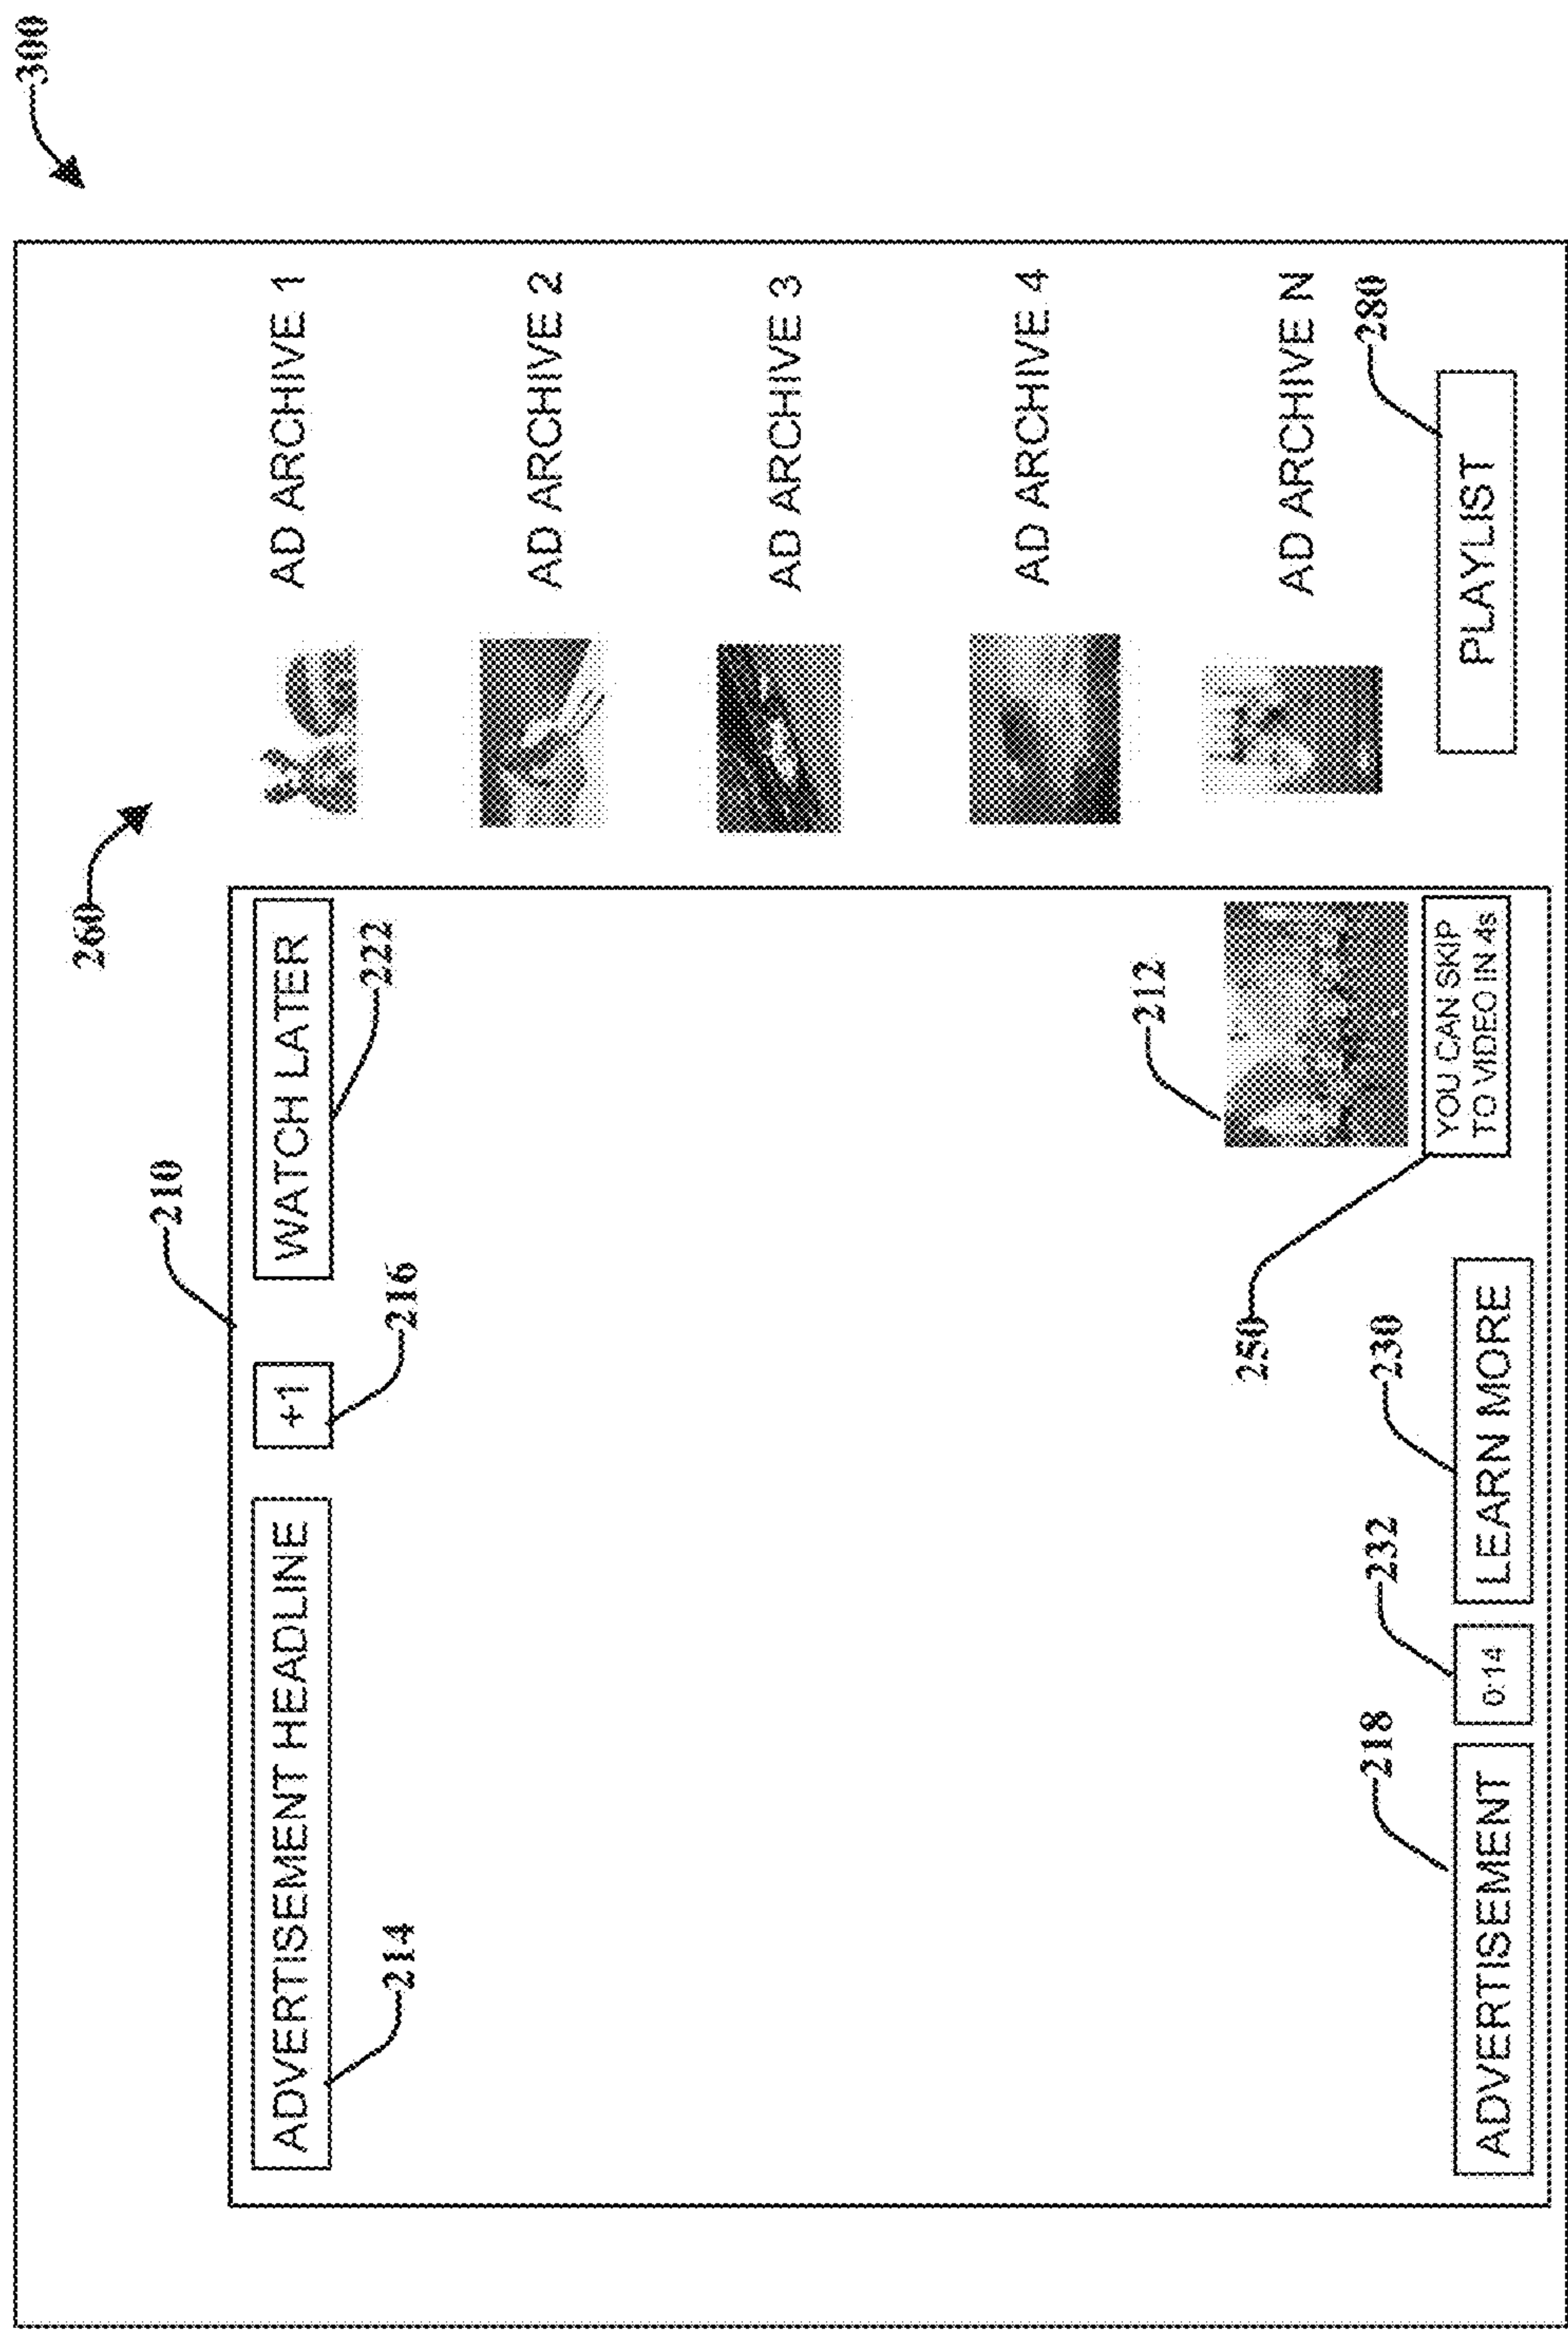 300
260
210
ADVERTISEMENT HEADLINE
+1
WATCH LATER
AD ARCHIVE 1
214
216
222
AD ARCHIVE 2
AD ARCHIVE 3
AD ARCHIVE 4
212
AD ARCHIVE N
250
280
218
232
230
YOU CAN SKIP
TO VIDEO IN 4s
ADVERTISEMENT
0:14
LEARN MORE
PLAYLIST